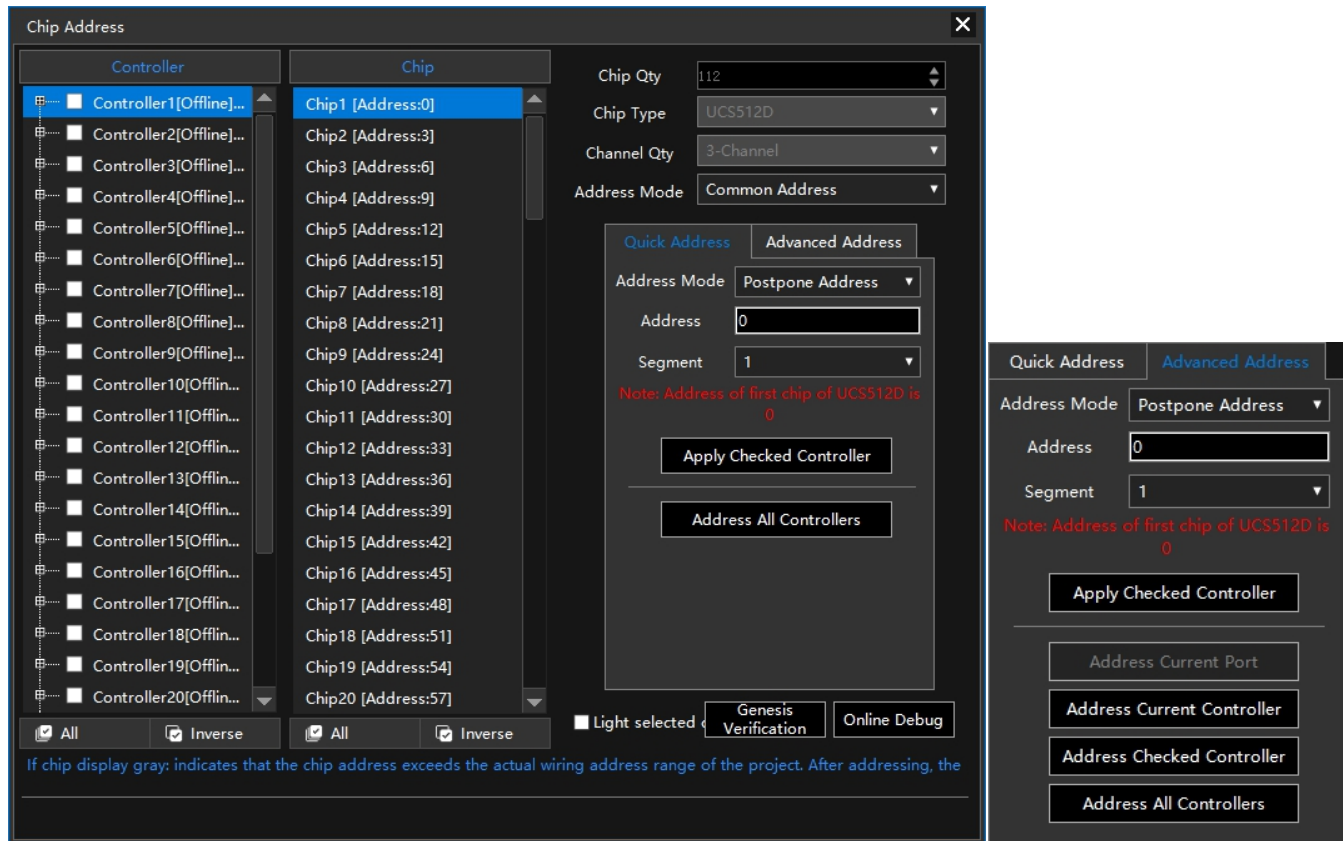 Chip Address
Controller
Controller1[Offline]...
Controller2[Offline]...
Controller3[Offline]...
Controller4[Offline]...
Controller5[Offline]...
Controller6[Offline]...
Controller7[Offline]...
Controller8[Offline]...
Controller9[Offline]...
Controller10[Offlin...
Controller11[Offlin...
Controller12[Offlin...
Controller13[Offlin...
Controller14[Offlin...
Controller15[Offlin...
Controller16[Offlin...
Controller17[Offlin...
Controller18[Offlin...
Controller19[Offlin...
Controller20[Offlin...
All
Inverse
Chip
Chip1 [Address:0]
Chip2 [Address:3]
Chip3 [Address:6]
Chip4 [Address:9]
Chip5 [Address:12]
Chip6 [Address:15]
Chip7 [Address:18]
Chip8 [Address:21]
Chip9 [Address:24]
Chip10 [Address:27]
Chip11 [Address:30]
Chip12 [Address:33]
Chip13 [Address:36]
Chip14 [Address:39]
Chip15 [Address:42]
Chip16 [Address:45]
Chip17 [Address:48]
Chip18 [Address:51]
Chip19 [Address:54]
Chip20 [Address:57]
All
Inverse
Chip Qty 112
Chip Type UCS512D
Channel Qty 3-Channel
Address Mode Common Address
Quick Address Advanced Address
Address Mode Postpone Address
Address 0
Segment 1
Note: Address of first chip of UCS512D is
0
Apply Checked Controller
Address All Controllers
Light selected
Genesis
Verification
Online Debug
If chip display gray: indicates that the chip address exceeds the actual wiring address range of the project. After addressing, the
Quick Address Advanced Address
Address Mode Postpone Address
Address 0
Segment 1
Note: Address of first chip of UCS512D is
0
Apply Checked Controller
Address Current Port
Address Current Controller
Address Checked Controller
Address All Controllers